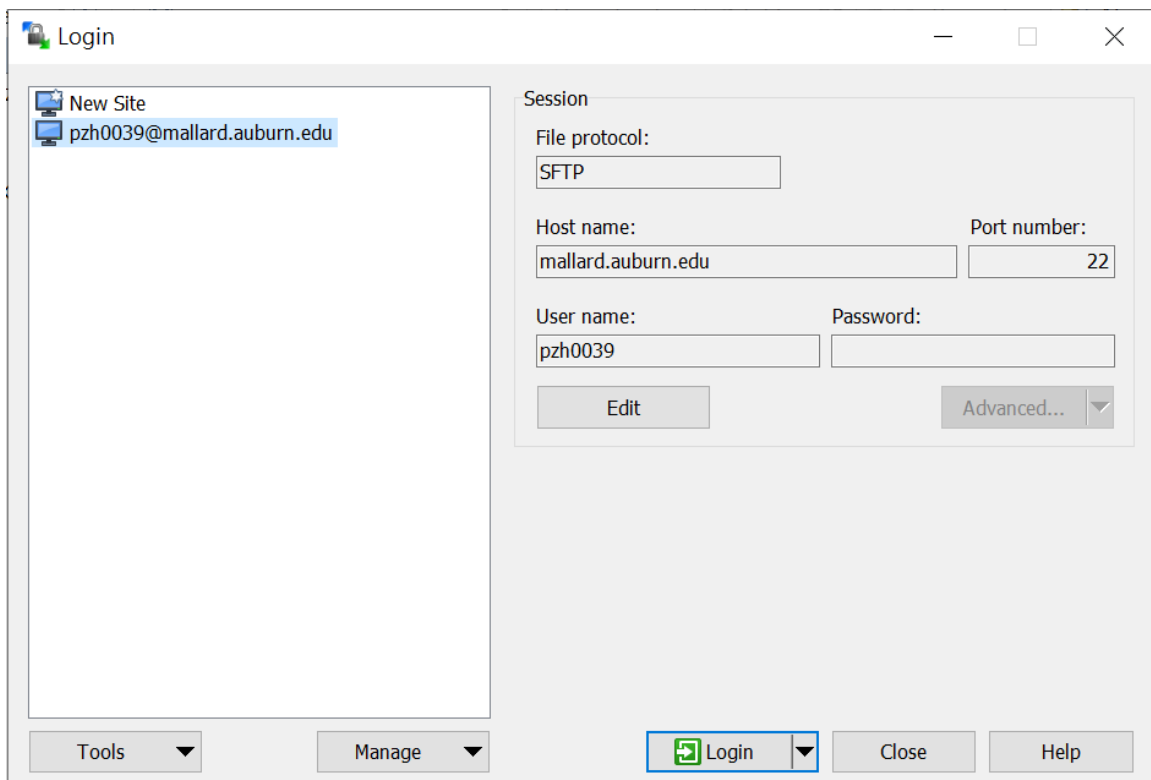 Login
New Site
pzh0039@mallard.auburn.edu
Session
File protocol:
SFTP
Host name: Port number:
mallard.auburn.edu 22
User name: Password:
pzh0039
Edit Advanced...
Tools Manage Login Close Help